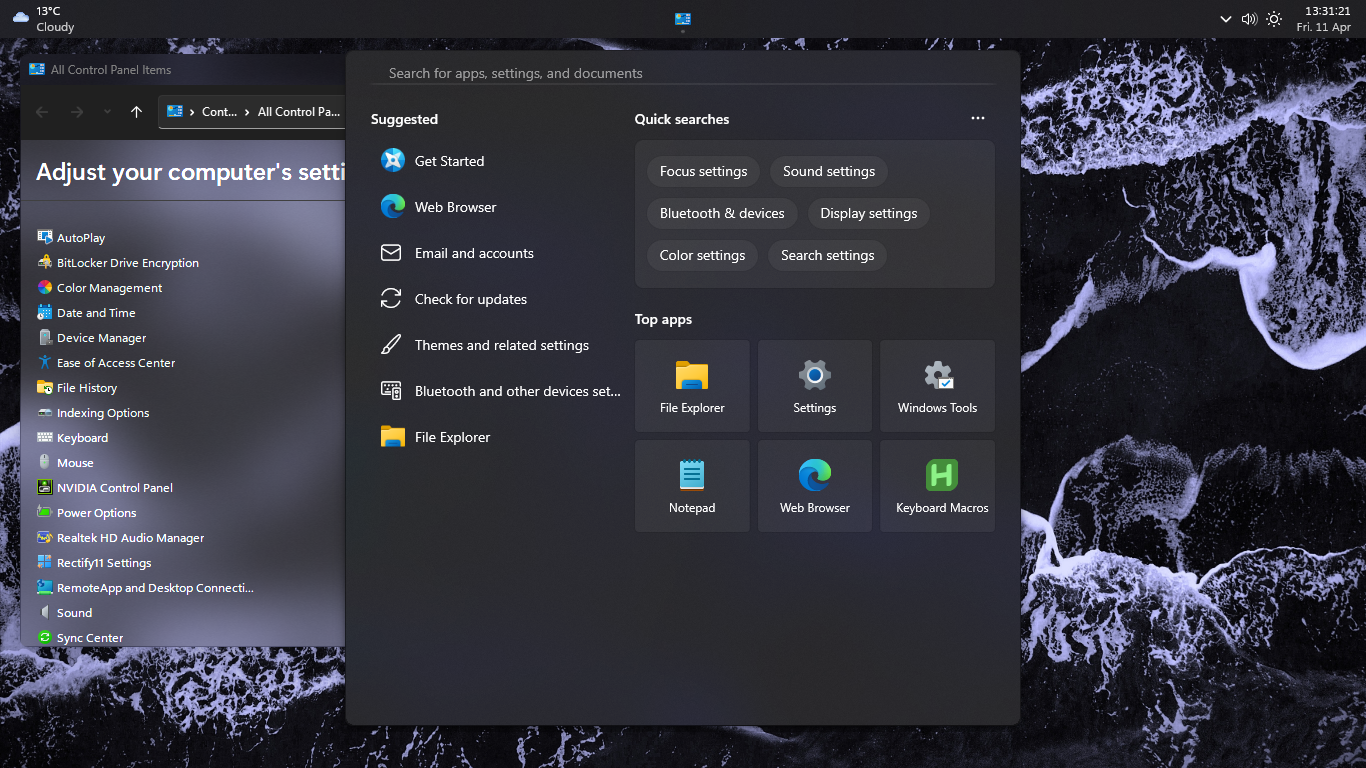 13°C
Cloudy
13:31:21
Fri. 11 Apr
All Control Panel Items
Cont... > All Control Pa...
Adjust your computer's setti
AutoPlay
BitLocker Drive Encryption
Color Management
Date and Time
Device Manager
Ease of Access Center
File History
Indexing Options
Keyboard
Mouse
NVIDIA Control Panel
Power Options
Realtek HD Audio Manager
Rectify11 Settings
RemoteApp and Desktop Connecti...
Sound
Sync Center
Search for apps, settings, and documents
Suggested
Get Started
Web Browser
Email and accounts
Check for updates
Themes and related settings
Bluetooth and other devices set...
File Explorer
Quick searches
Focus settings
Sound settings
Bluetooth & devices
Display settings
Color settings
Search settings
Top apps
File Explorer
Settings
Windows Tools
Notepad
Web Browser
H
Keyboard Macros